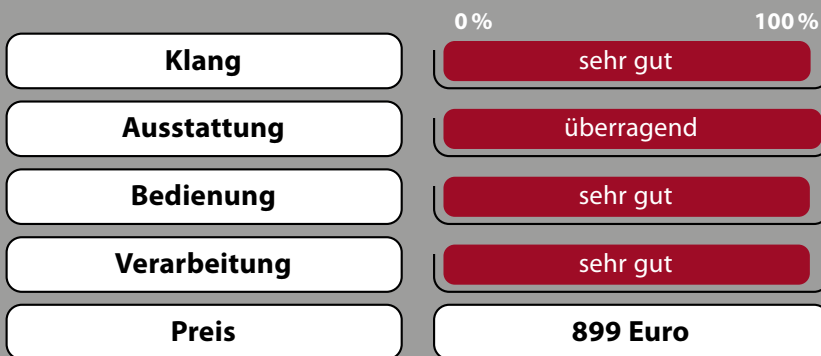 0 % 100 %
Klang sehr gut
Ausstattung überragend
Bedienung sehr gut
Verarbeitung sehr gut
Preis 899 Euro